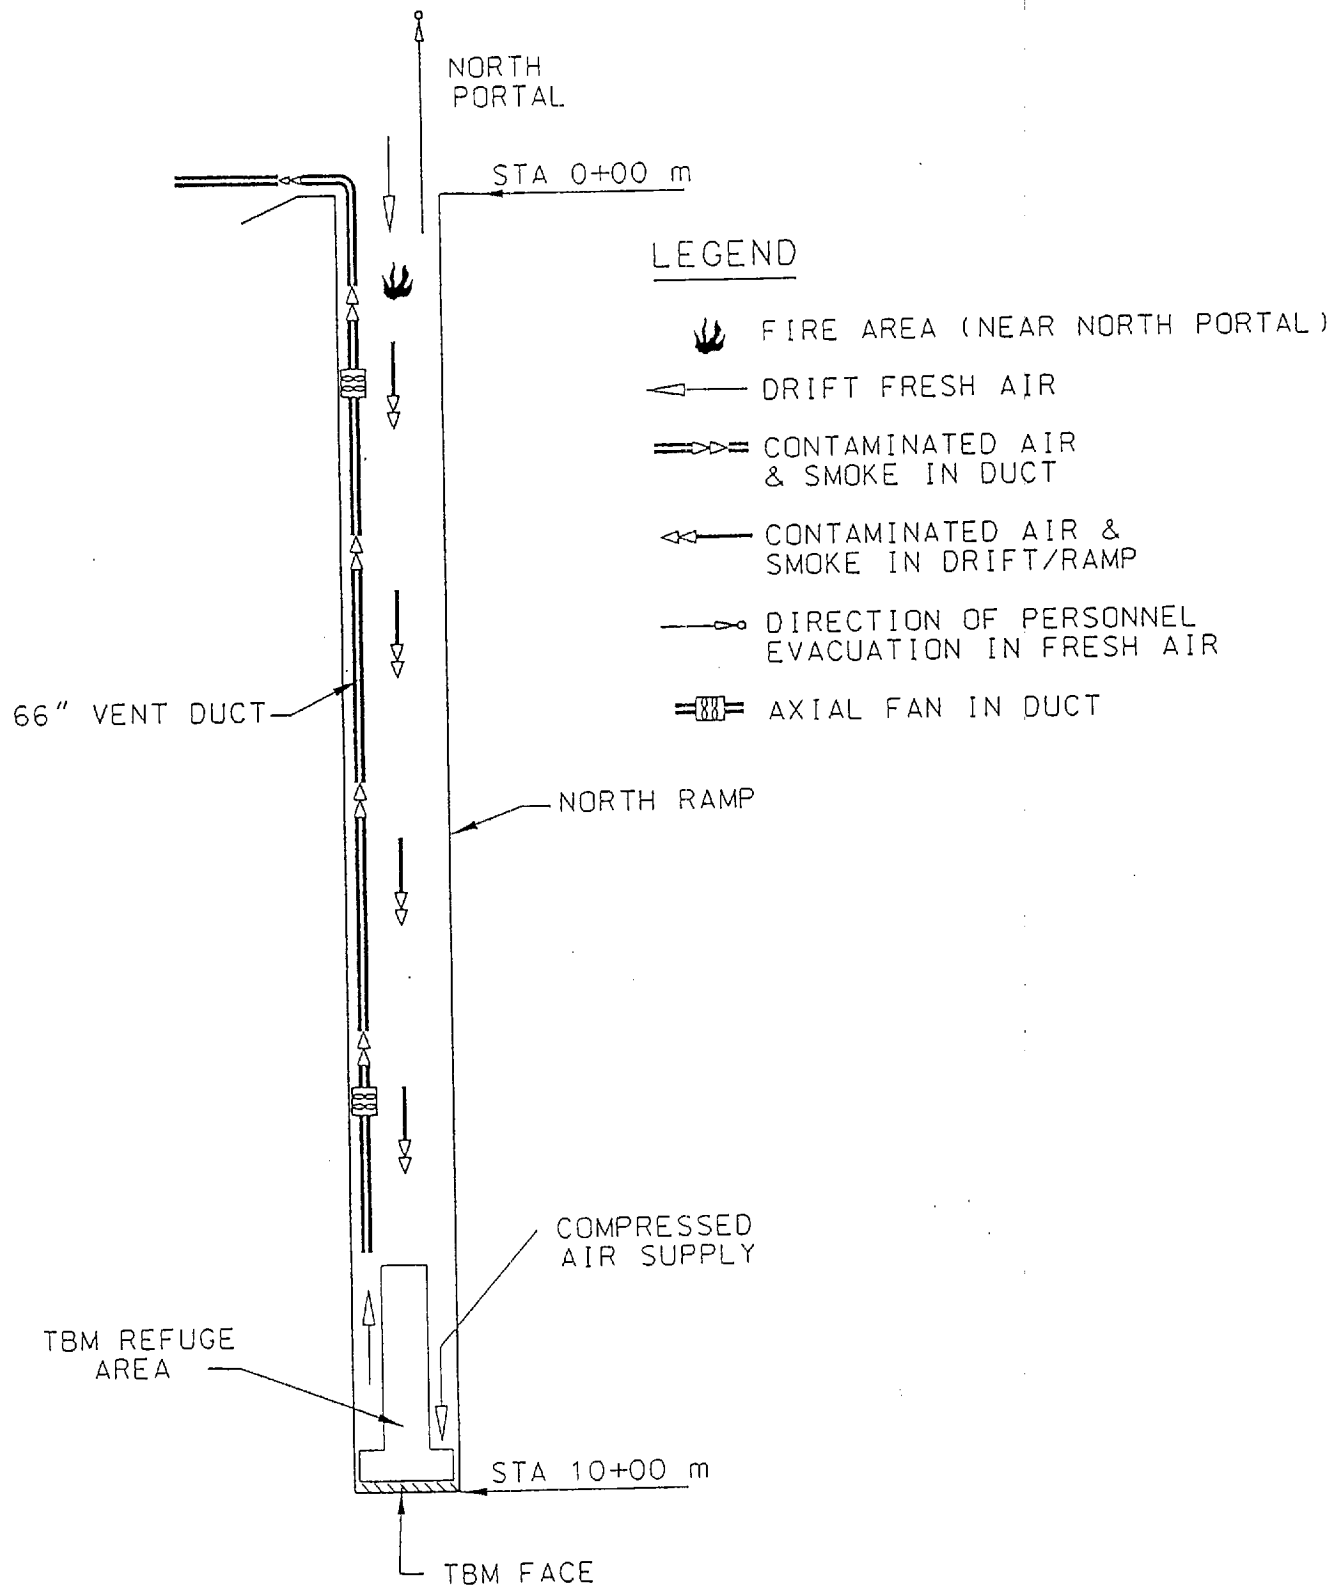 NORTH
PORTAL
STA 0+00 m
LEGEND
FIRE AREA (NEAR NORTH PORTAL)
DRIFT FRESH AIR
CONTAMINATED AIR
& SMOKE IN DUCT
CONTAMINATED AIR &
SMOKE IN DRIFT/RAMP
DIRECTION OF PERSONNEL
EVACUATION IN FRESH AIR
AXIAL FAN IN DUCT
66" VENT DUCT
NORTH RAMP
COMPRESSED
AIR SUPPLY
TBM REFUGE
AREA
STA 10+00 m
TBM FACE